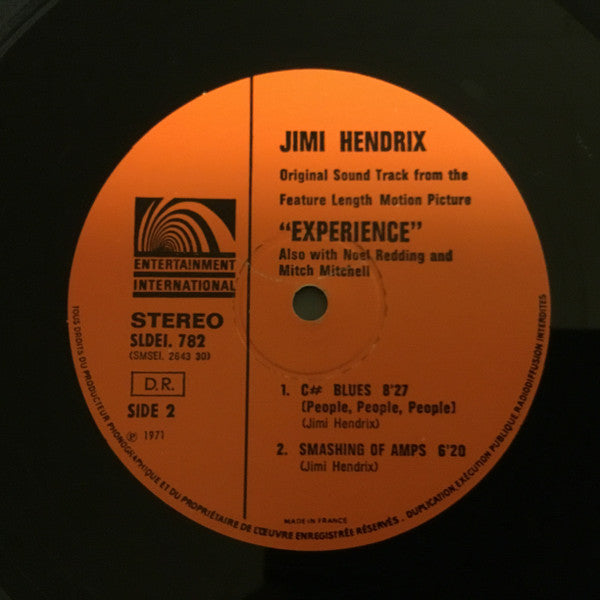 JIMI HENDRIX
Original Sound Track from the
Feature Length Motion Picture
"EXPERIENCE"
Also with Noel Redding and
Mitch Mitchell
ENTERTAINMENT
INTERNATIONAL
STEREO
SLDEI. 782
(SMSEI. 2643 30)
D.R.
SIDE 2
℗ 1971
1. C# BLUES 8'27
(People, People, People)
(Jimi Hendrix)
2. SMASHING OF AMPS 6'20
(Jimi Hendrix)
MADE IN FRANCE
TOUS DROITS DU PRODUCTEUR PHONOGRAPHIQUE ET DU PROPRIÉTAIRE DE L'ŒUVRE ENREGISTRÉE RÉSERVÉS. DUPLICATION EXÉCUTION PUBLIQUE RADIODIFFUSION INTERDITES